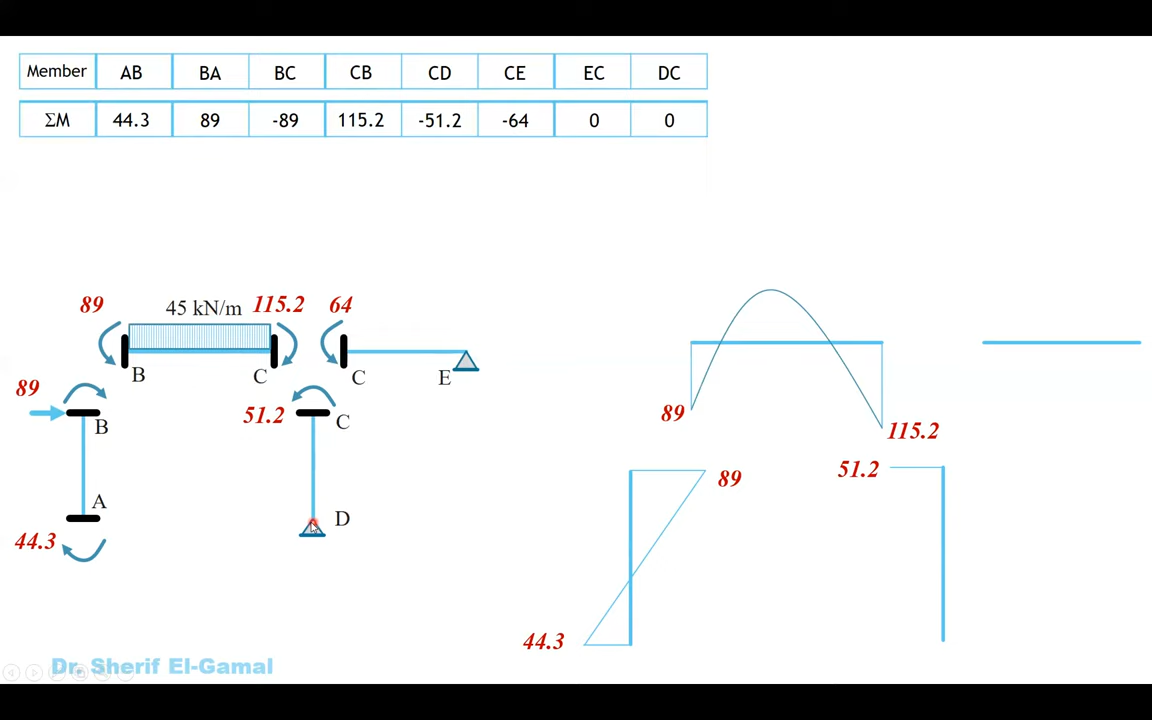 Member AB BA BC CB CD CE EC DC
ΣM 44.3 89 -89 115.2 -51.2 -64 0 0
89 45 kN/m 115.2 64
B C C E
89
B 51.2 C
A
D
44.3
89 115.2
51.2
89
44.3
Dr. Sherif El-Gamal